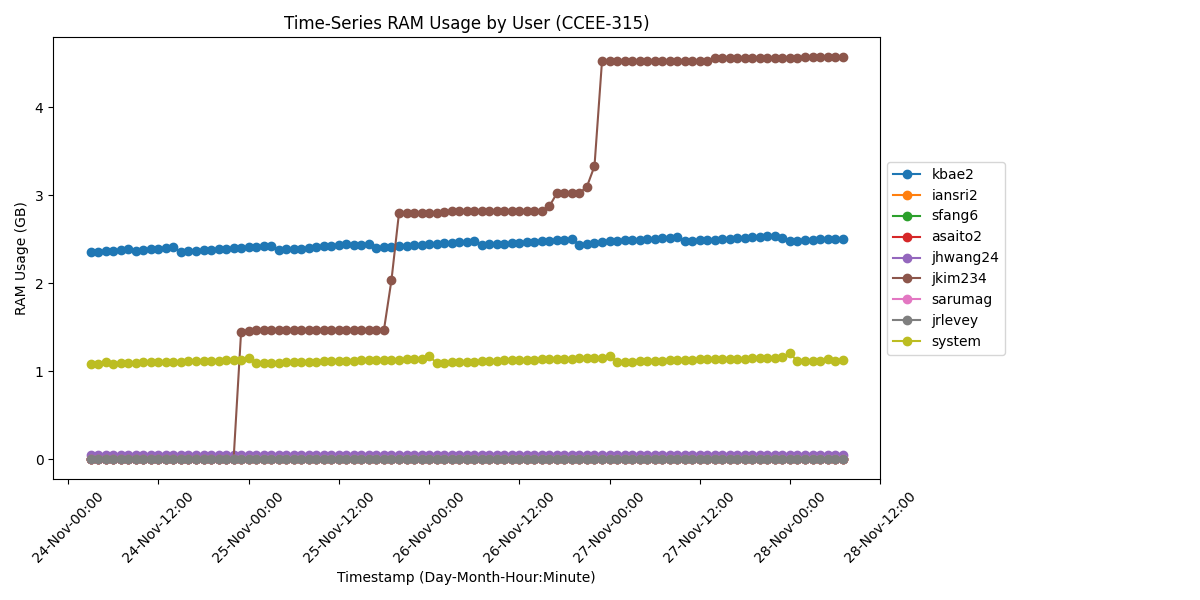 Time-Series RAM Usage by User (CCEE-315)
RAM Usage (GB)
4
3
2
1
0
24-Nov-00:00
24-Nov-12:00
25-Nov-00:00
25-Nov-12:00
26-Nov-00:00
26-Nov-12:00
27-Nov-00:00
27-Nov-12:00
28-Nov-00:00
28-Nov-12:00
Timestamp (Day-Month-Hour:Minute)
kbae2
iansri2
sfang6
asaito2
jhwang24
jkim234
sarumag
jrlevey
system